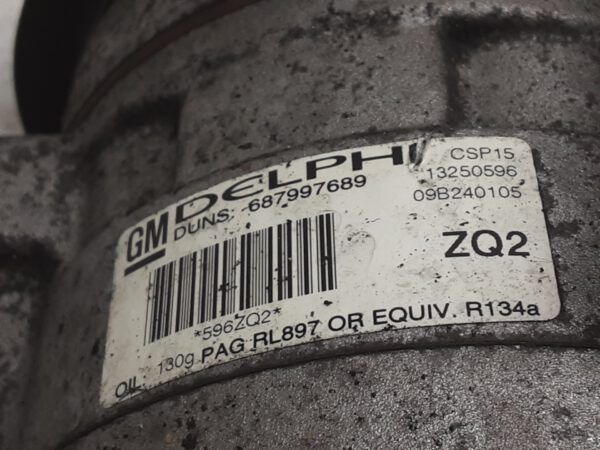 GM DELPHI CSP15
DUNS: 687997689 13250596
09B240105
ZQ2
*596ZQ2*
OIL: 130g PAG RL897 OR EQUIV. R134a